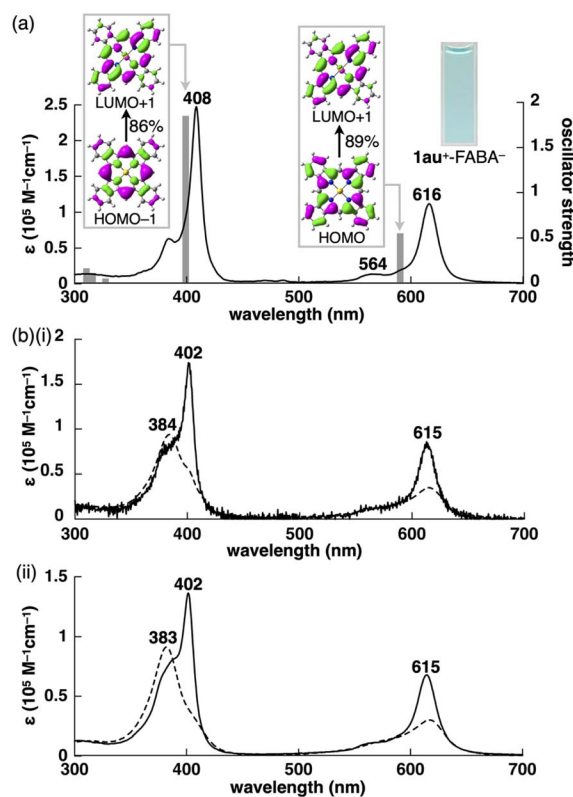 (a)
LUMO+1
86%
HOMO–1
408
LUMO+1
89%
HOMO
1au⁺-FABA⁻
616
564
ε (10⁵ M⁻¹cm⁻¹)
2.5
2
1.5
1
0.5
0
oscillator strength
2
1.5
1
0.5
0
300 400 500 600 700
wavelength (nm)
(b)(i)
ε (10⁵ M⁻¹cm⁻¹)
2
1.5
1
0.5
0
402
384
615
300 400 500 600 700
wavelength (nm)
(ii)
ε (10⁵ M⁻¹cm⁻¹)
1.5
1
0.5
0
402
383
615
300 400 500 600 700
wavelength (nm)